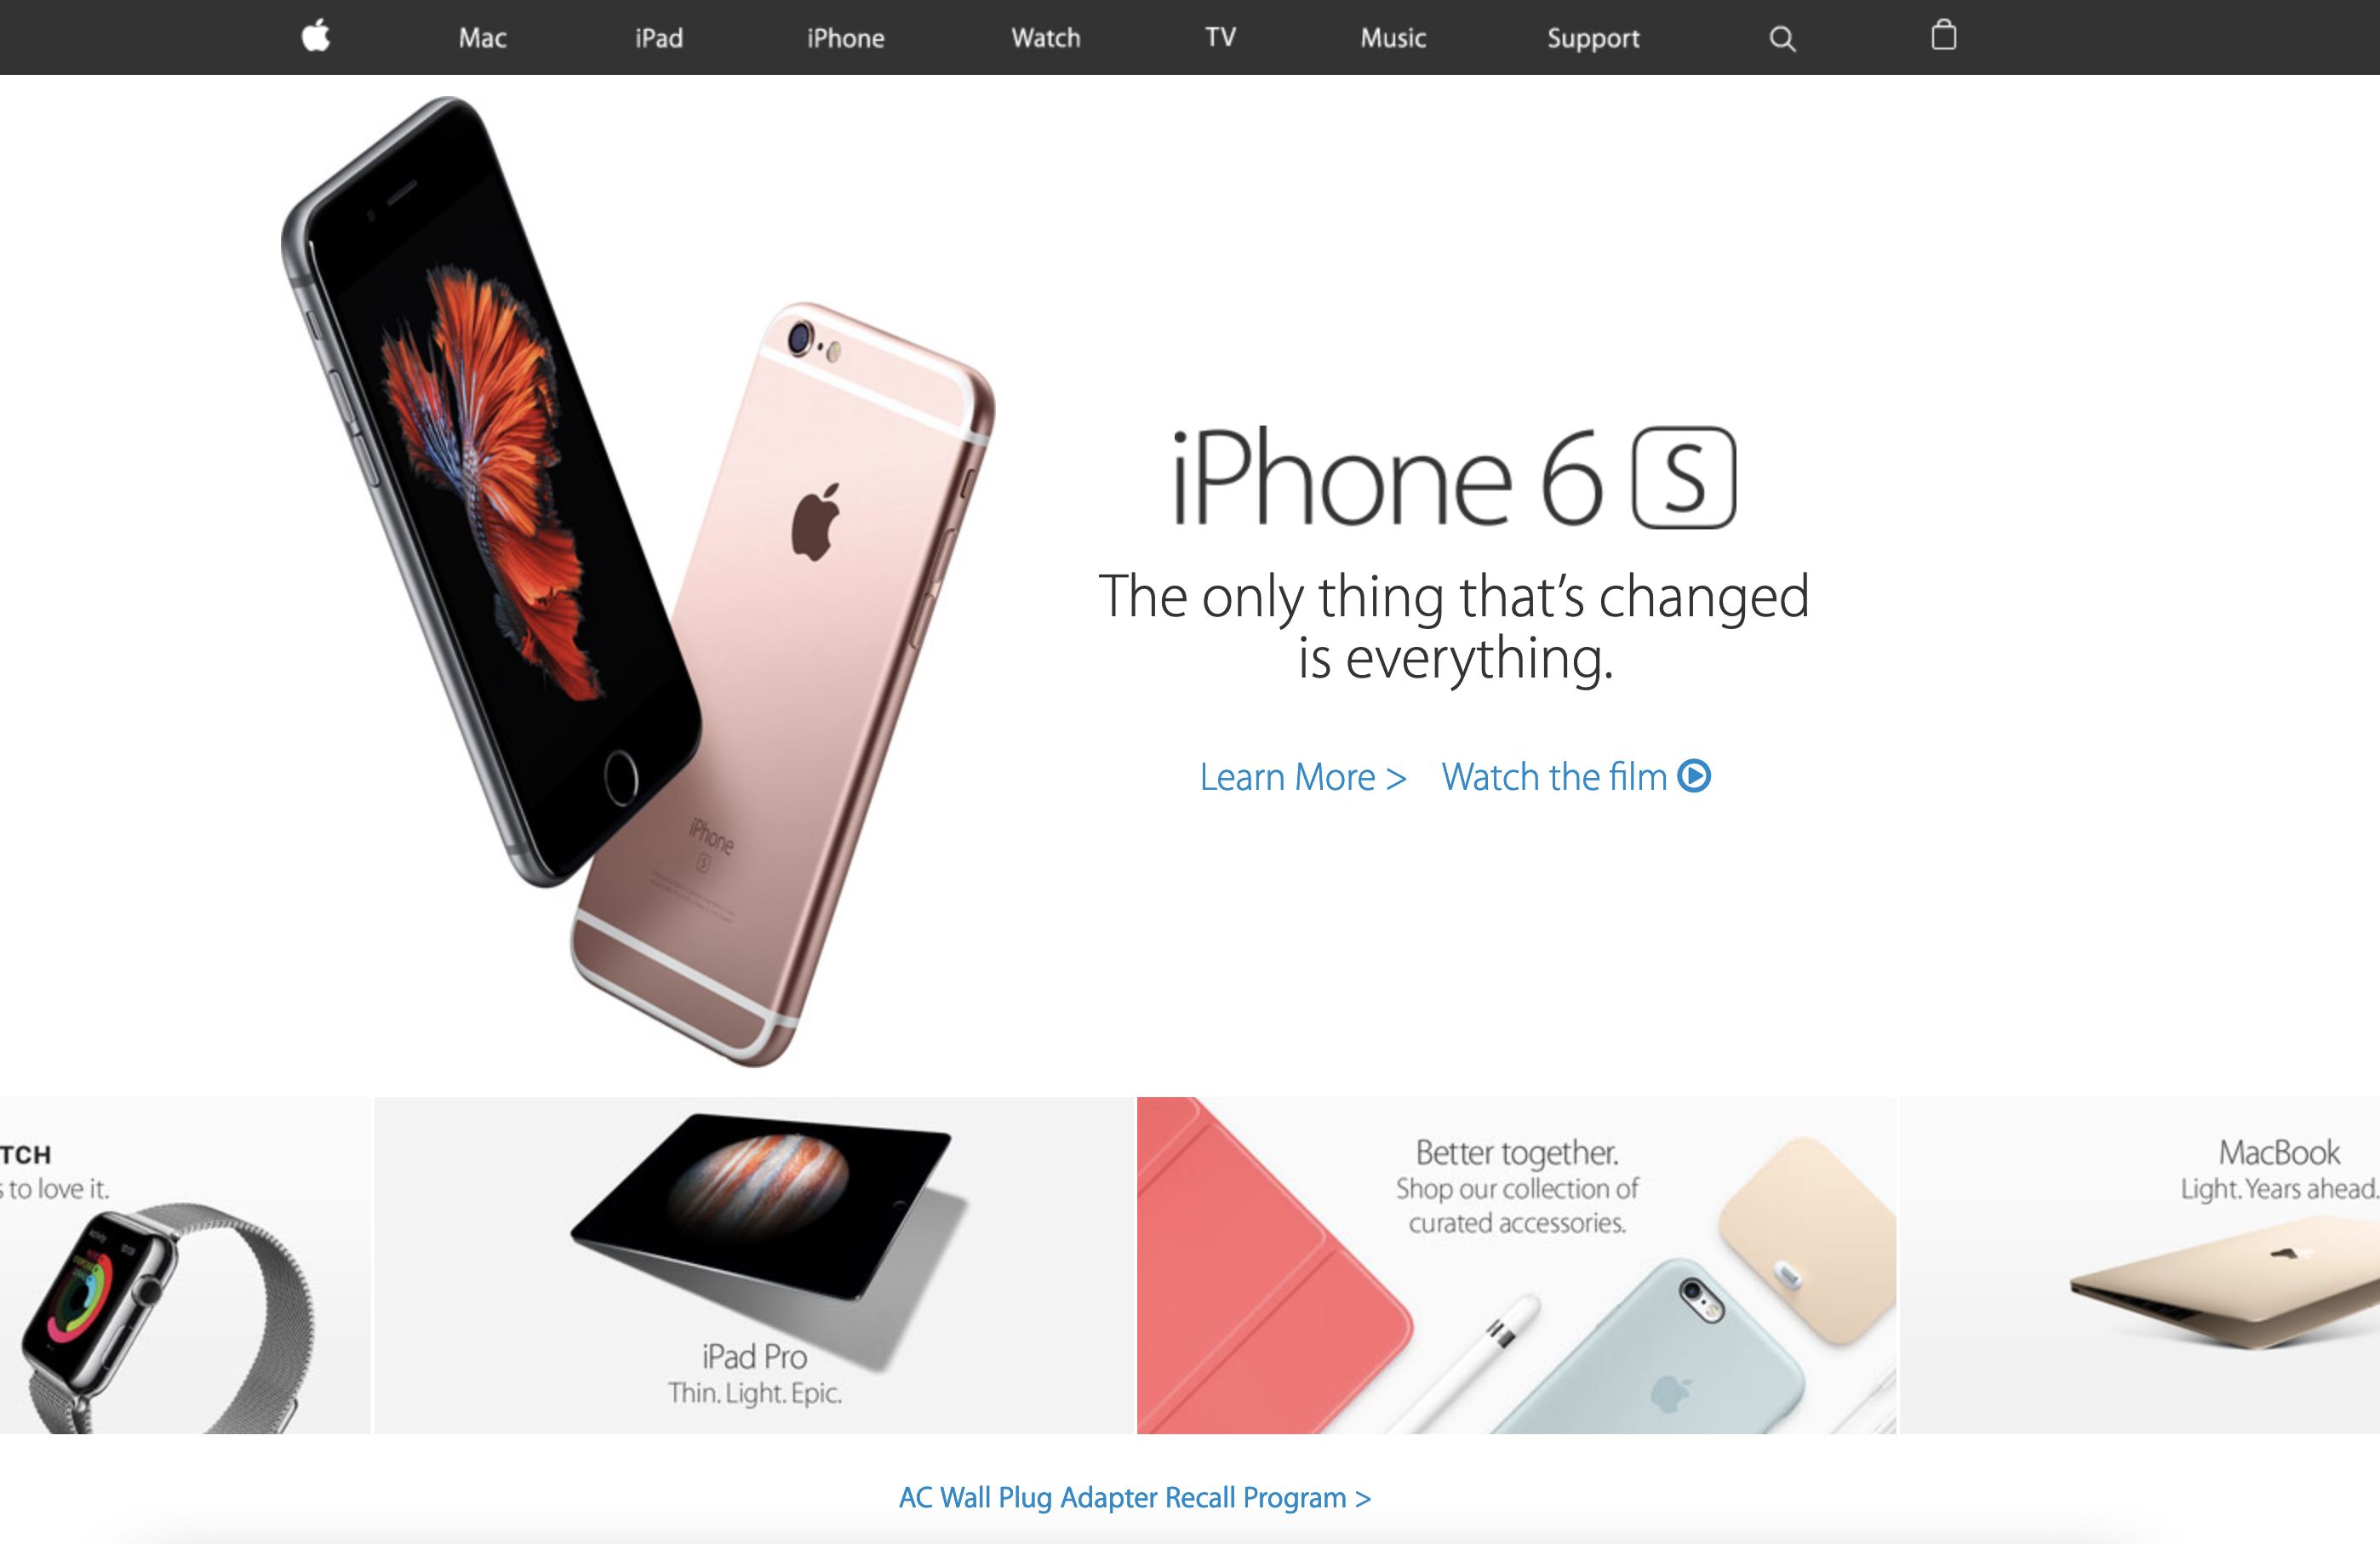 Mac iPad iPhone Watch TV Music Support
iPhone 6 S
The only thing that's changed
is everything.
Learn More > Watch the film
iPhone
S
TCH
s to love it.
iPad Pro
Thin. Light. Epic.
Better together.
Shop our collection of
curated accessories.
MacBook
Light. Years ahead.
AC Wall Plug Adapter Recall Program >